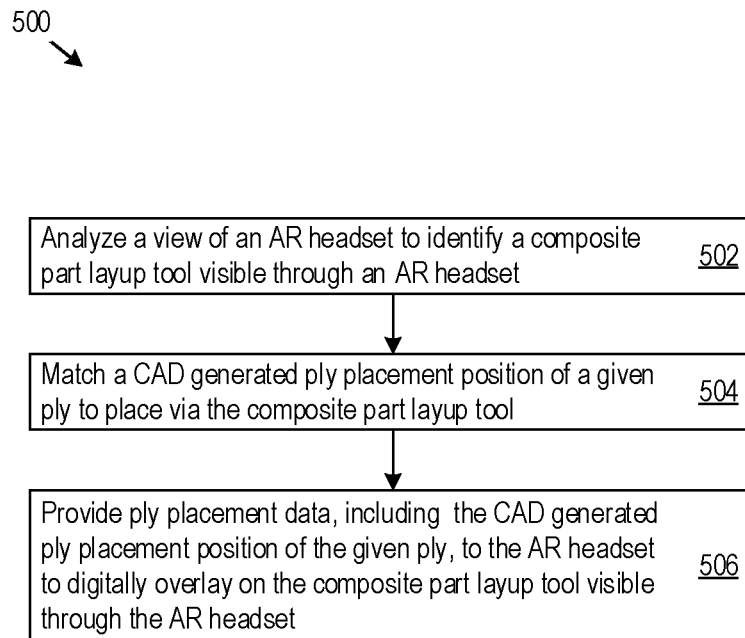 500
Analyze a view of an AR headset to identify a composite
part layup tool visible through an AR headset
502
Match a CAD generated ply placement position of a given
ply to place via the composite part layup tool
504
Provide ply placement data, including the CAD generated
ply placement position of the given ply, to the AR headset
to digitally overlay on the composite part layup tool visible
through the AR headset
506